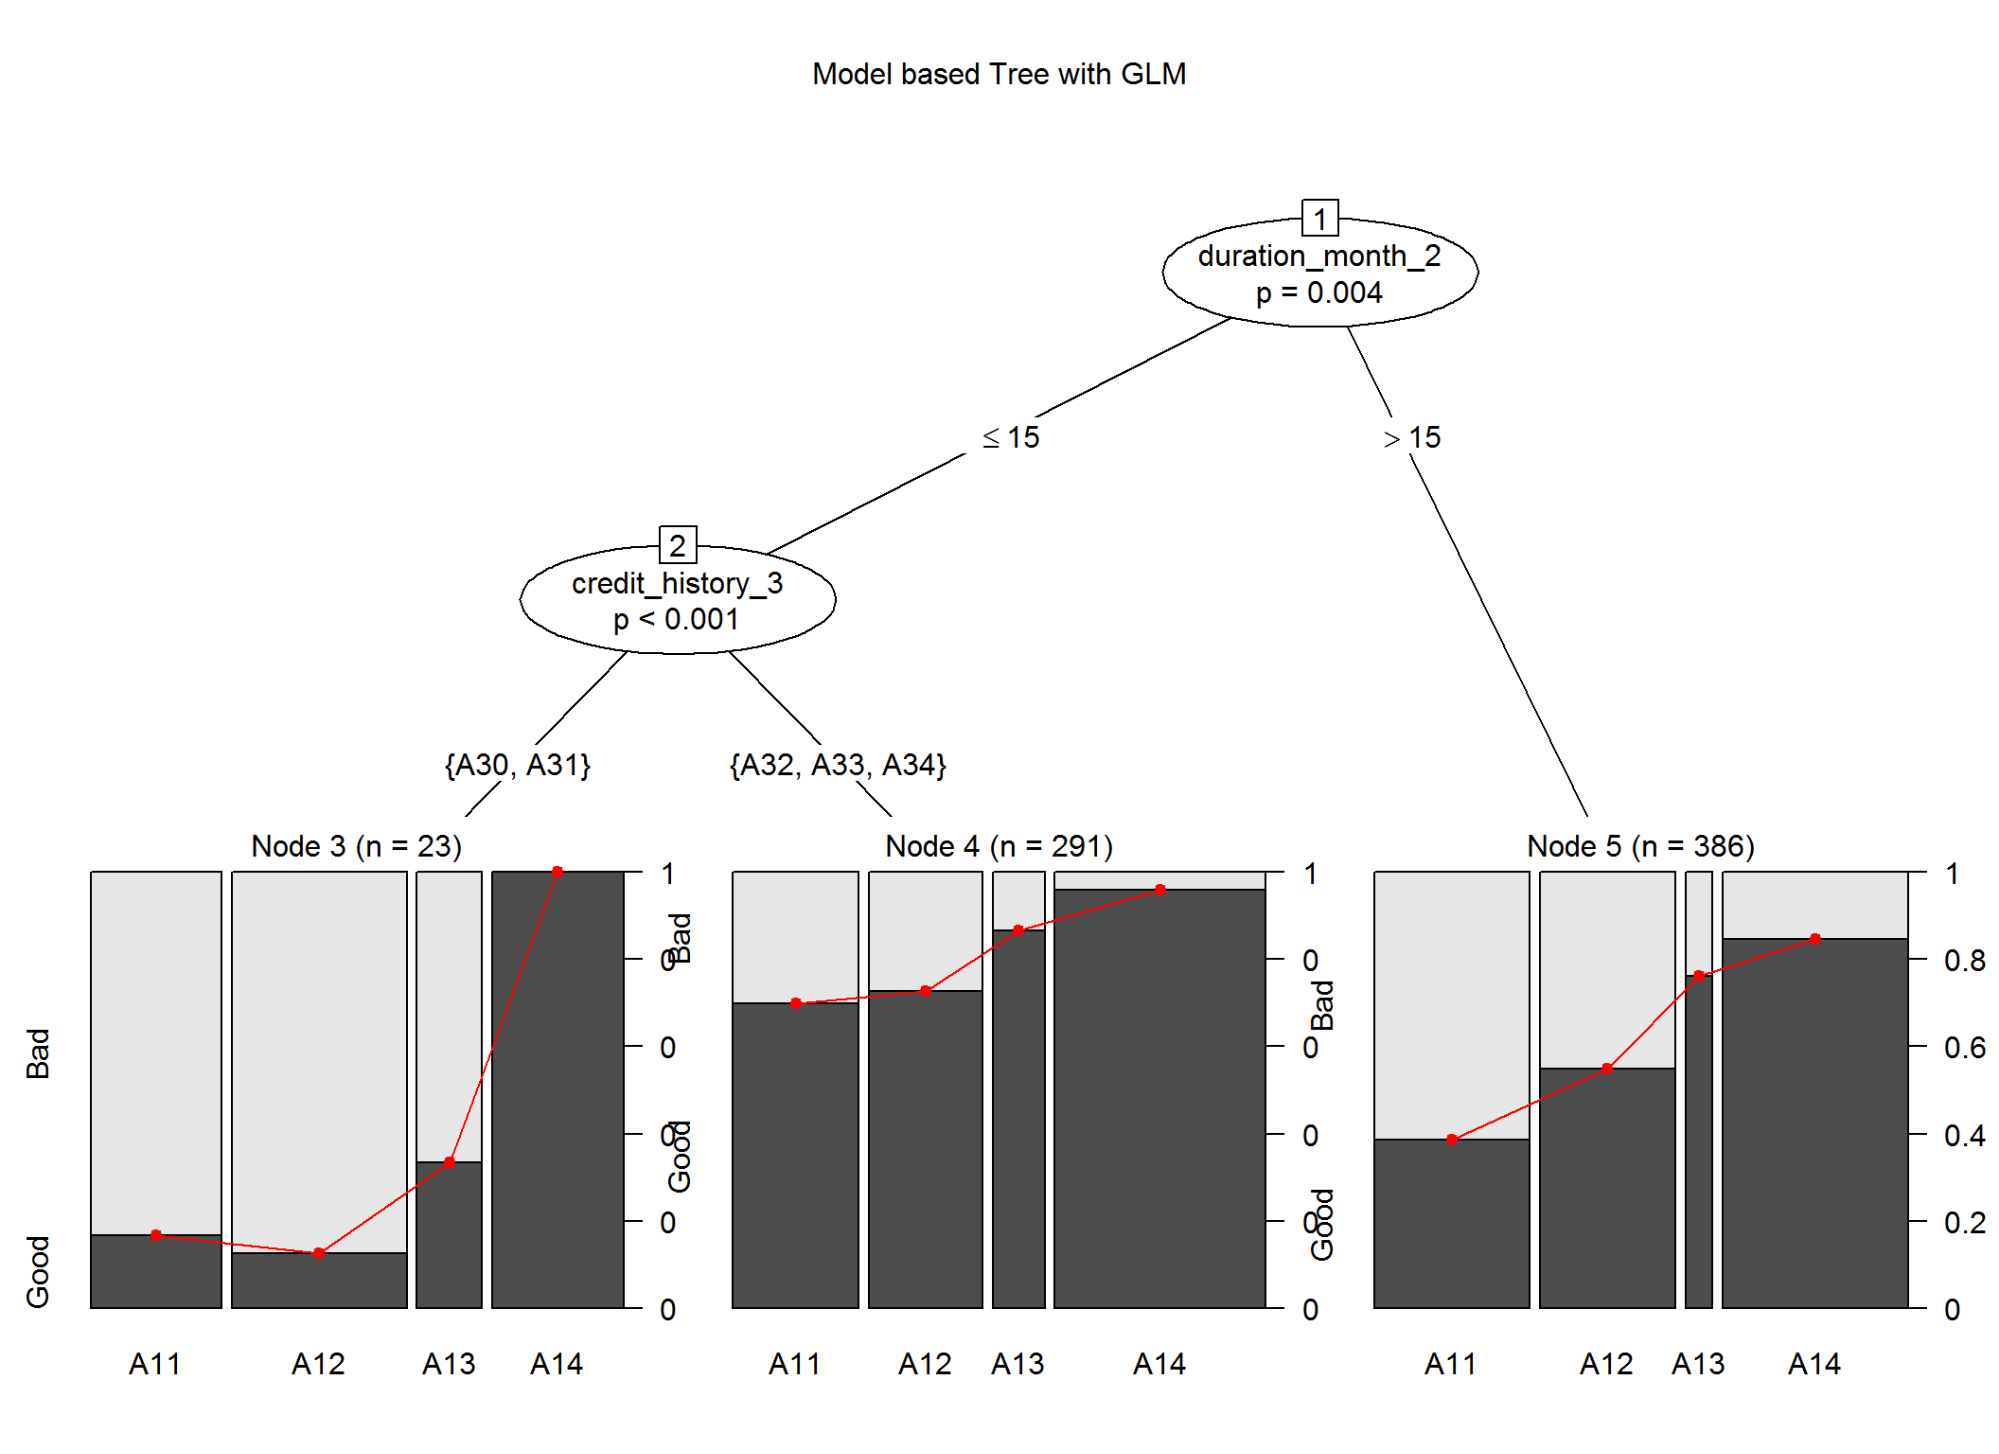 Model based Tree with GLM
1
duration_month_2
p = 0.004
≤ 15
> 15
2
credit_history_3
p < 0.001
{A30, A31}
{A32, A33, A34}
Node 3 (n = 23)
Bad
Good
1
0
0
0
0
0
A11 A12 A13 A14
Node 4 (n = 291)
Bad
Good
1
0
0
0
0
0
A11 A12 A13 A14
Node 5 (n = 386)
Bad
Good
1
0.8
0.6
0.4
0.2
0
A11 A12 A13 A14